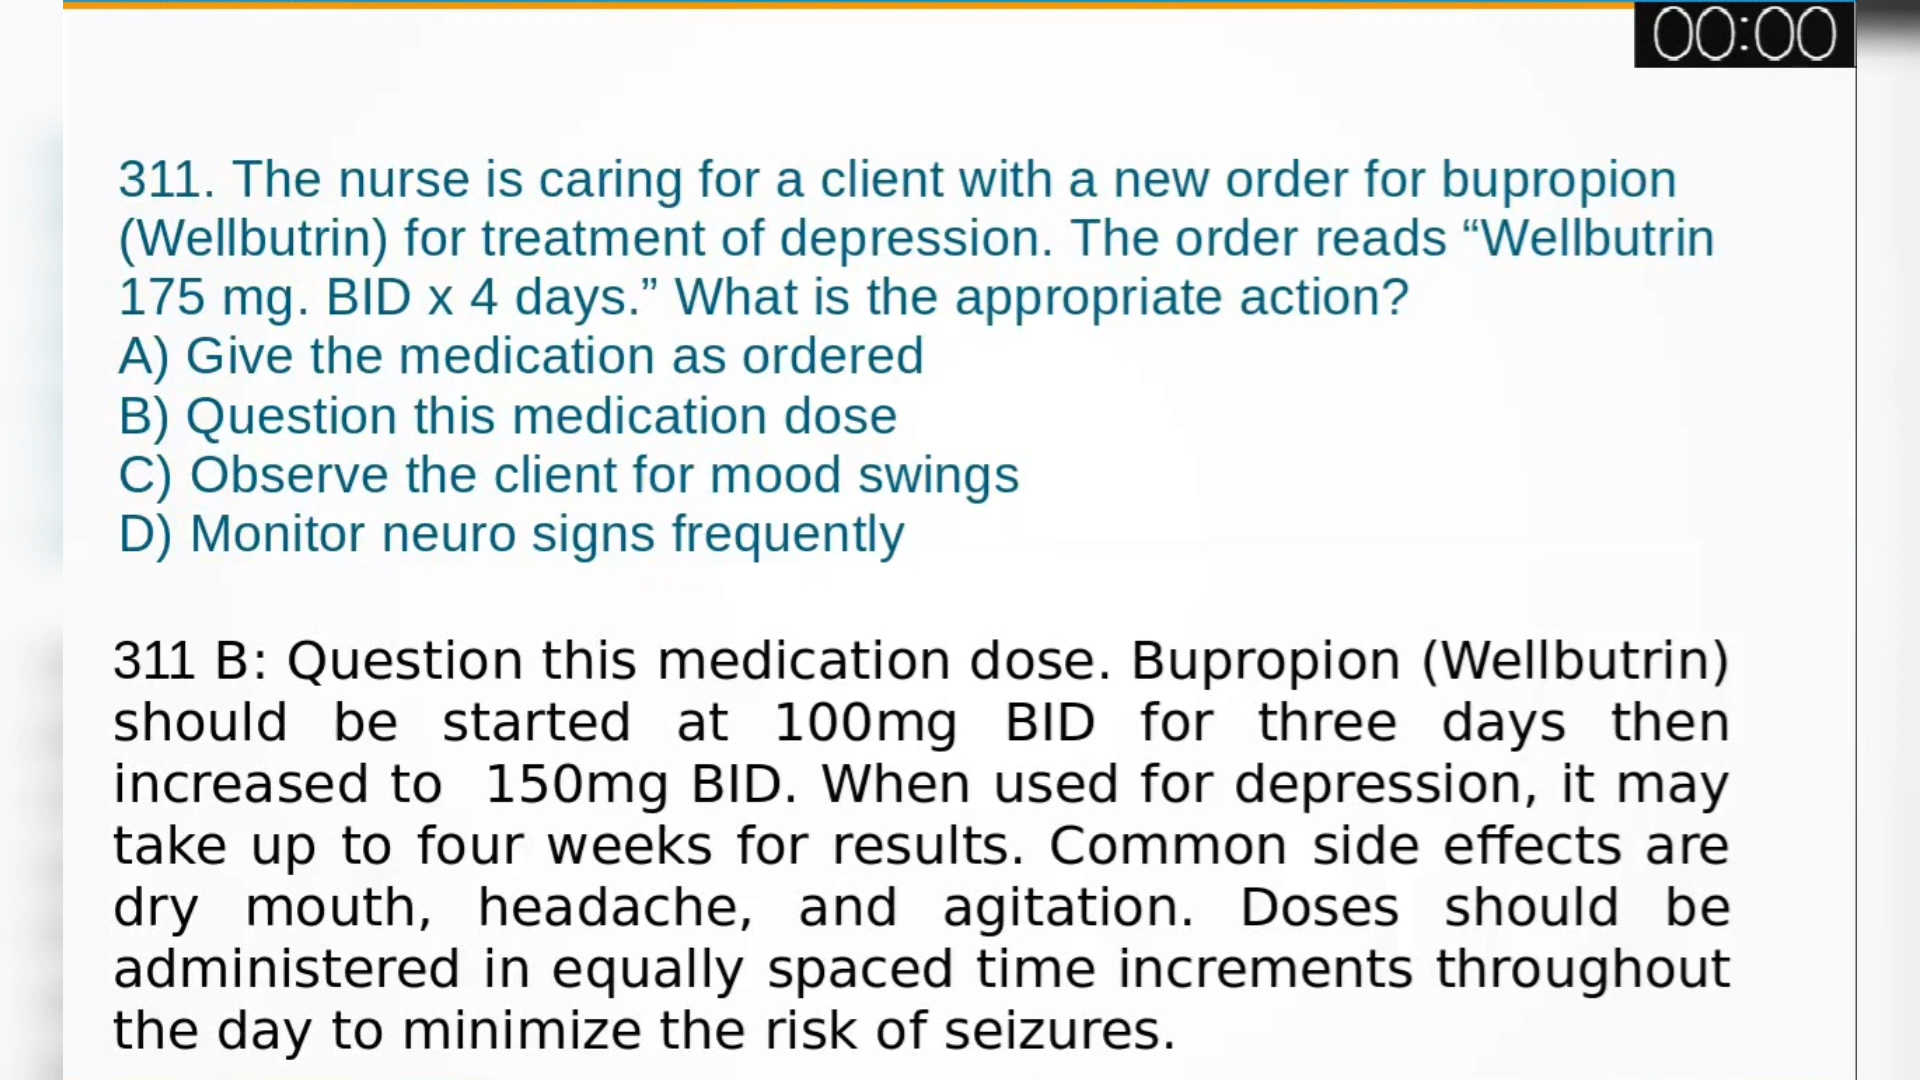 00:00
311. The nurse is caring for a client with a new order for bupropion
(Wellbutrin) for treatment of depression. The order reads “Wellbutrin
175 mg. BID x 4 days.” What is the appropriate action?
A) Give the medication as ordered
B) Question this medication dose
C) Observe the client for mood swings
D) Monitor neuro signs frequently
311 B: Question this medication dose. Bupropion (Wellbutrin)
should be started at 100mg BID for three days then
increased to 150mg BID. When used for depression, it may
take up to four weeks for results. Common side effects are
dry mouth, headache, and agitation. Doses should be
administered in equally spaced time increments throughout
the day to minimize the risk of seizures.